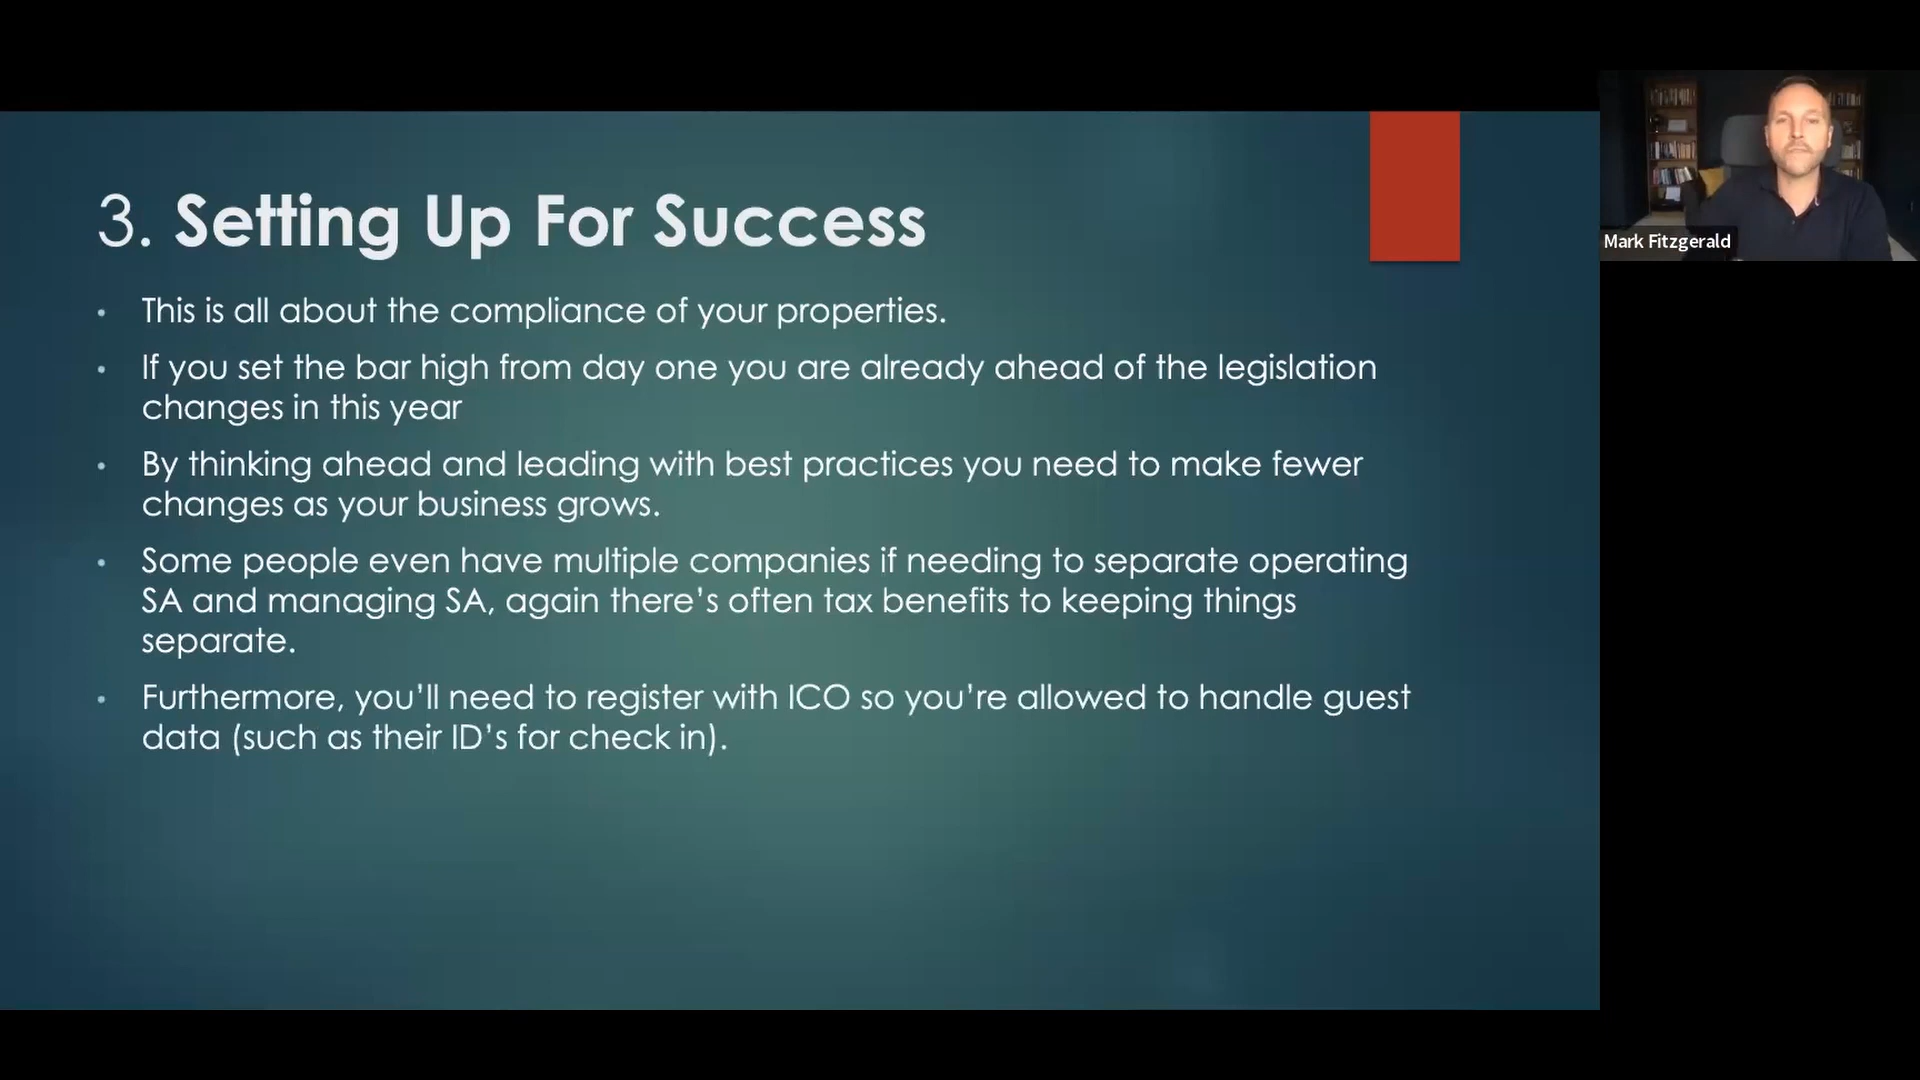 3. Setting Up For Success
• This is all about the compliance of your properties.
• If you set the bar high from day one you are already ahead of the legislation
changes in this year
• By thinking ahead and leading with best practices you need to make fewer
changes as your business grows.
• Some people even have multiple companies if needing to separate operating
SA and managing SA, again there’s often tax benefits to keeping things
separate.
• Furthermore, you’ll need to register with ICO so you’re allowed to handle guest
data (such as their ID’s for check in).
Mark Fitzgerald